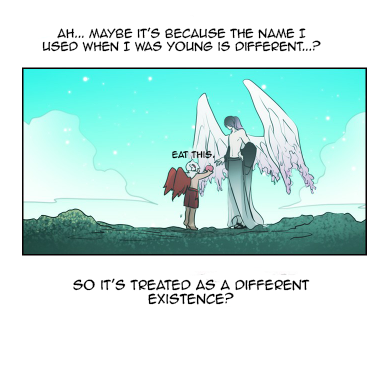 AH... MAYBE IT'S BECAUSE THE NAME I
USED WHEN I WAS YOUNG IS DIFFERENT...?
EAT THIS.
SO IT'S TREATED AS A DIFFERENT
EXISTENCE?